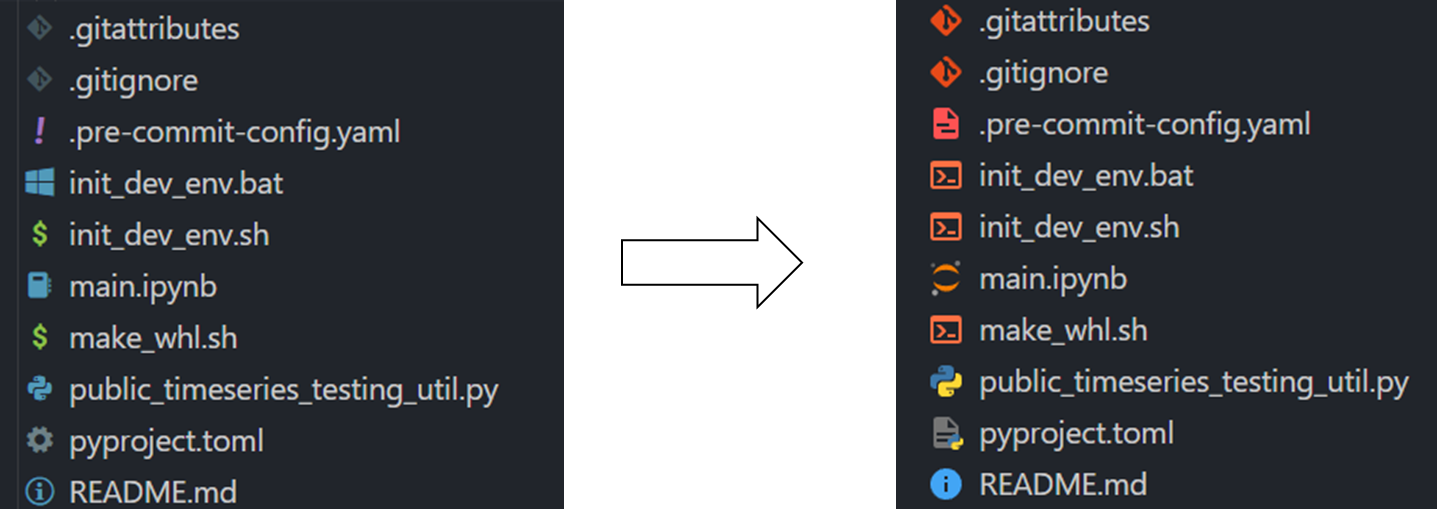 .gitattributes
.gitignore
.pre-commit-config.yaml
init_dev_env.bat
init_dev_env.sh
main.ipynb
make_whl.sh
public_timeseries_testing_util.py
pyproject.toml
README.md
.gitattributes
.gitignore
.pre-commit-config.yaml
init_dev_env.bat
init_dev_env.sh
main.ipynb
make_whl.sh
public_timeseries_testing_util.py
pyproject.toml
README.md